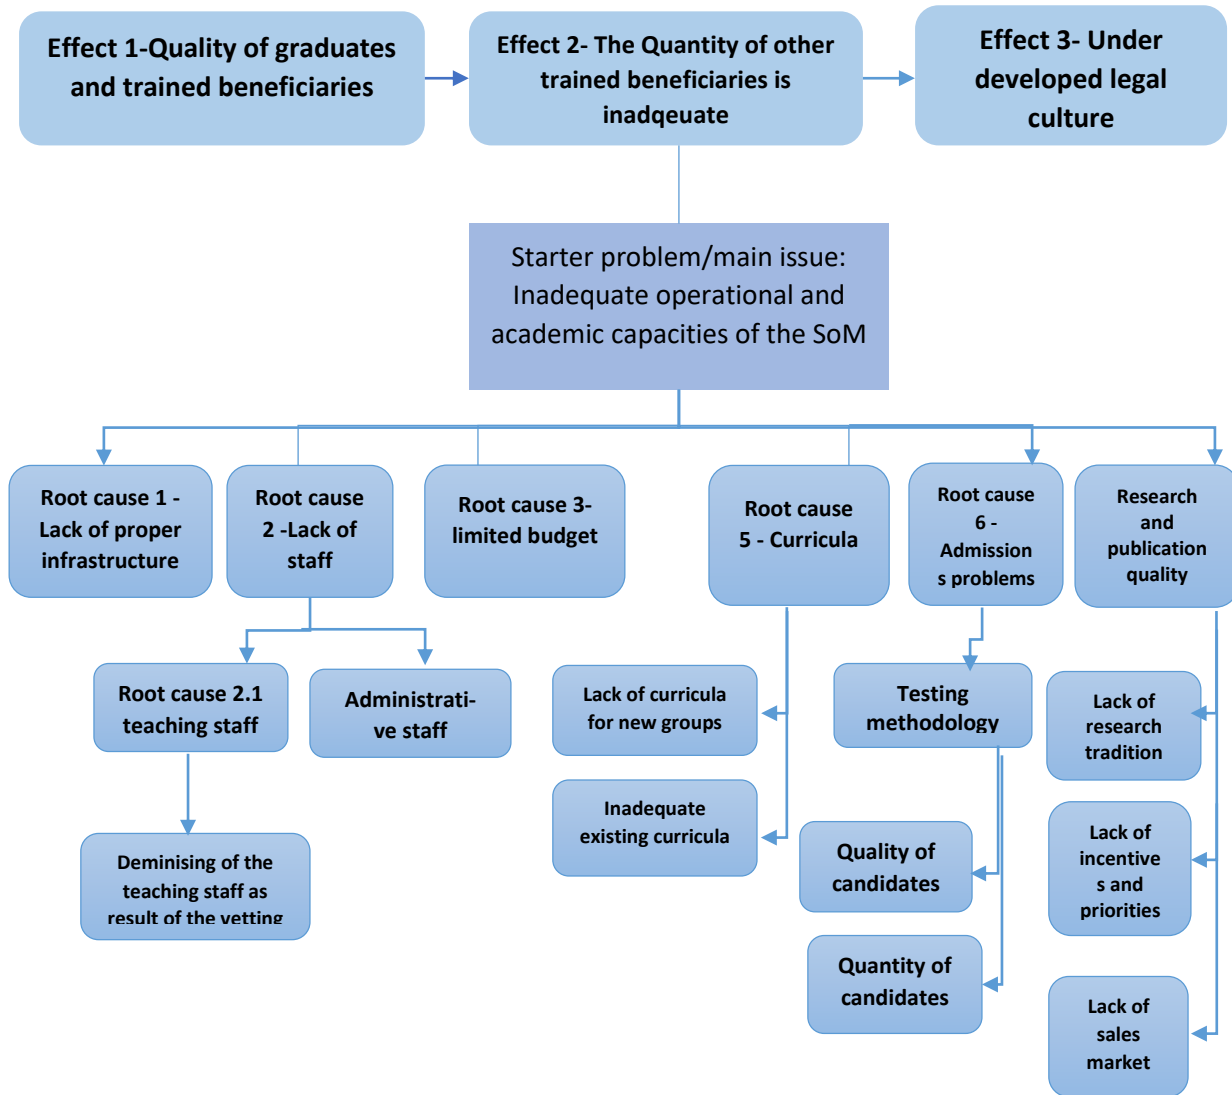 Effect 1-Quality of graduates
and trained beneficiaries
Effect 2- The Quantity of other
trained beneficiaries is
inadqeuate
Effect 3- Under
developed legal
culture
Starter problem/main issue:
Inadequate operational and
academic capacities of the SoM
Root cause 1 -
Lack of proper
infrastructure
Root cause
2 -Lack of
staff
Root cause 3-
limited budget
Root cause
5 - Curricula
Root cause
6 -
Admission
s problems
Research
and
publication
quality
Root cause 2.1
teaching staff
Administrati-
ve staff
Deminising of the
teaching staff as
result of the vetting
Lack of curricula
for new groups
Inadequate
existing curricula
Testing
methodology
Quality of
candidates
Quantity of
candidates
Lack of
research
tradition
Lack of
incentive
s and
priorities
Lack of
sales
market